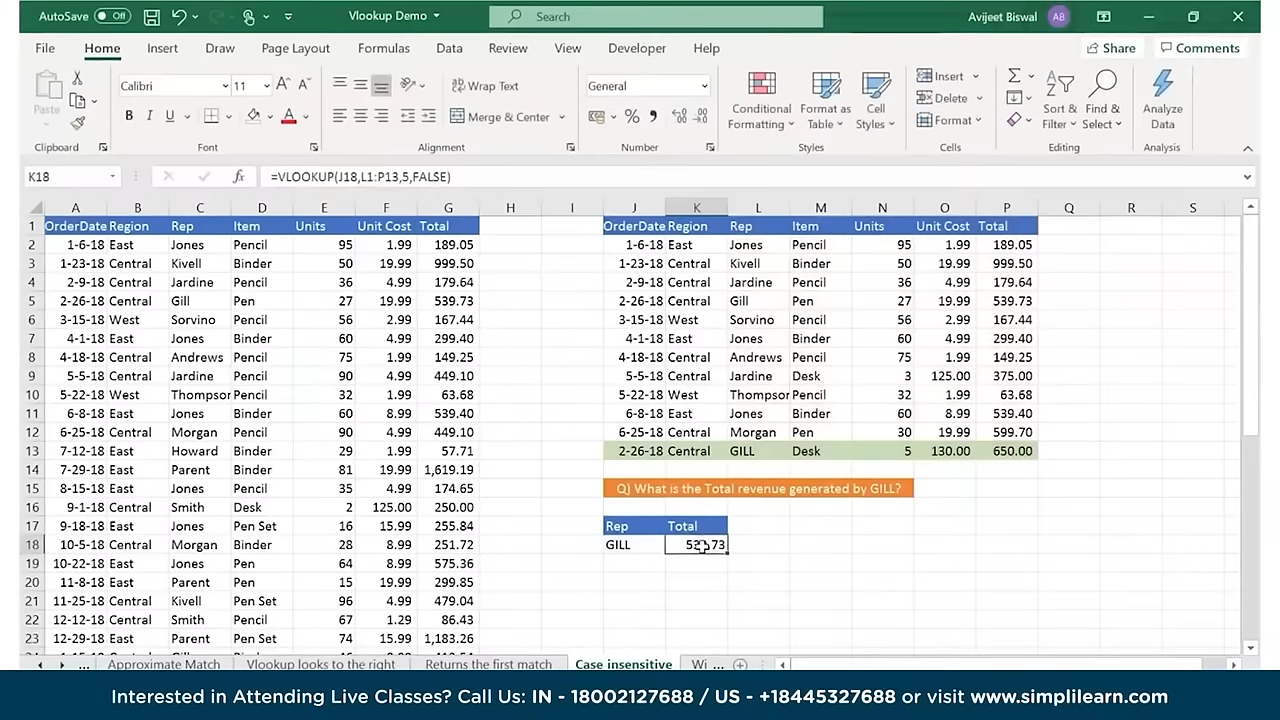 AutoSave Off Vlookup Demo Search Avijeet Biswal AB
File Home Insert Draw Page Layout Formulas Data Review View Developer Help Share Comments
Paste Calibri 11 Wrap Text General Conditional Formatting Format as Table Cell Styles Insert Sort & Filter Find & Select Analyze Data
B I U A Merge & Center % Delete Format
Clipboard Font Alignment Number Styles Cells Editing Analysis
K18 fx =VLOOKUP(J18,L1:P13,5,FALSE)
A B C D E F G H I J K L M N O P Q R S
1 OrderDate Region Rep Item Units Unit Cost Total OrderDate Region Rep Item Units Unit Cost Total
2 1-6-18 East Jones Pencil 95 1.99 189.05 1-6-18 East Jones Pencil 95 1.99 189.05
3 1-23-18 Central Kivell Binder 50 19.99 999.50 1-23-18 Central Kivell Binder 50 19.99 999.50
4 2-9-18 Central Jardine Pencil 36 4.99 179.64 2-9-18 Central Jardine Pencil 36 4.99 179.64
5 2-26-18 Central Gill Pen 27 19.99 539.73 2-26-18 Central Gill Pen 27 19.99 539.73
6 3-15-18 West Sorvino Pencil 56 2.99 167.44 3-15-18 West Sorvino Pencil 56 2.99 167.44
7 4-1-18 East Jones Binder 60 4.99 299.40 4-1-18 East Jones Binder 60 4.99 299.40
8 4-18-18 Central Andrews Pencil 75 1.99 149.25 4-18-18 Central Andrews Pencil 75 1.99 149.25
9 5-5-18 Central Jardine Pencil 90 4.99 449.10 5-5-18 Central Jardine Desk 3 125.00 375.00
10 5-22-18 West Thompson Pencil 32 1.99 63.68 5-22-18 West Thompson Pencil 32 1.99 63.68
11 6-8-18 East Jones Binder 60 8.99 539.40 6-8-18 East Jones Binder 60 8.99 539.40
12 6-25-18 Central Morgan Pencil 90 4.99 449.10 6-25-18 Central Morgan Pen 30 19.99 599.70
13 7-12-18 East Howard Binder 29 1.99 57.71 2-26-18 Central GILL Desk 5 130.00 650.00
14 7-29-18 East Parent Binder 81 19.99 1,619.19
15 8-15-18 East Jones Pencil 35 4.99 174.65 Q) What is the Total revenue generated by GILL?
16 9-1-18 Central Smith Desk 2 125.00 250.00
17 9-18-18 East Jones Pen Set 16 15.99 255.84 Rep Total
18 10-5-18 Central Morgan Binder 28 8.99 251.72 GILL
19 10-22-18 East Jones Pen 64 8.99 575.36
20 11-8-18 East Parent Pen 15 19.99 299.85
21 11-25-18 Central Kivell Pen Set 96 4.99 479.04
22 12-12-18 Central Smith Pencil 67 1.29 86.43
23 12-29-18 East Parent Pen Set 74 15.99 1,183.26
... Approximate Match Vlookup looks to the right Returns the first match Case insensitive Wi ...
Interested in Attending Live Classes? Call Us: IN - 18002127688 / US - +18445327688 or visit www.simplilearn.com